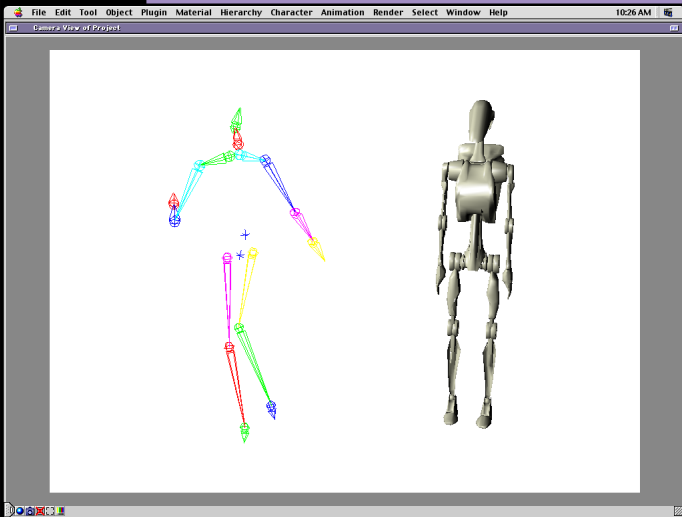 File Edit Tool Object Plugin Material Hierarchy Character Animation Render Select Window Help 10:26 AM
Camera View of Project